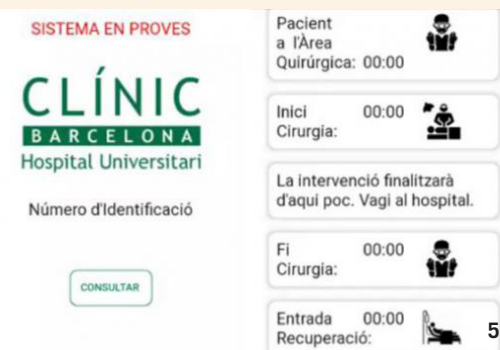 SISTEMA EN PROVES
CLÍNIC
BARCELONA
Hospital Universitari
Número d'Identificació
CONSULTAR
Pacient
a l'Àrea
Quirúrgica: 00:00
Inici 00:00
Cirurgia:
La intervenció finalitzarà
d'aqui poc. Vagi al hospital.
Fi 00:00
Cirurgia:
Entrada 00:00
Recuperació:
5